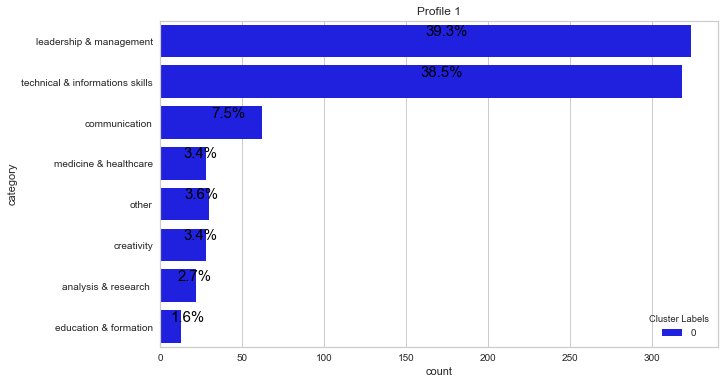 Profile 1
leadership & management
39.3%
technical & informations skills
38.5%
communication
7.5%
medicine & healthcare
3.4%
other
3.6%
creativity
3.4%
analysis & research
2.7%
education & formation
1.6%
category
Cluster Labels
0
0 50 100 150 200 250 300
count